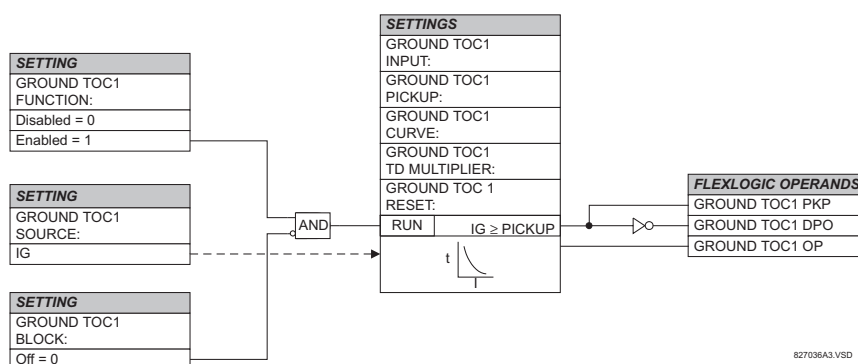 SETTING
GROUND TOC1
FUNCTION:
Disabled = 0
Enabled = 1
SETTING
GROUND TOC1
SOURCE:
IG
SETTING
GROUND TOC1
BLOCK:
Off = 0
AND
SETTINGS
GROUND TOC1
INPUT:
GROUND TOC1
PICKUP:
GROUND TOC1
CURVE:
GROUND TOC1
TD MULTIPLIER:
GROUND TOC 1
RESET:
RUN IG ≥ PICKUP
t
I
FLEXLOGIC OPERANDS
GROUND TOC1 PKP
GROUND TOC1 DPO
GROUND TOC1 OP
827036A3.VSD